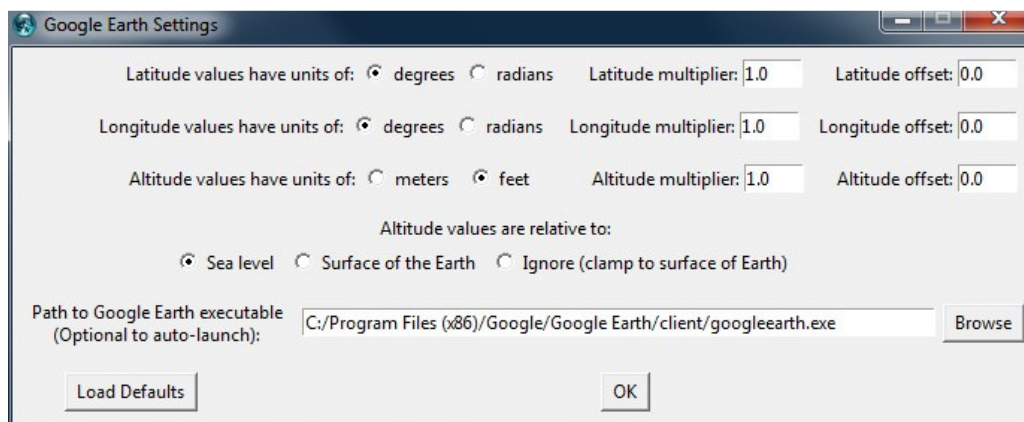 Google Earth Settings
Latitude values have units of: degrees radians Latitude multiplier: 1.0 Latitude offset: 0.0
Longitude values have units of: degrees radians Longitude multiplier: 1.0 Longitude offset: 0.0
Altitude values have units of: meters feet Altitude multiplier: 1.0 Altitude offset: 0.0
Altitude values are relative to:
Sea level Surface of the Earth Ignore (clamp to surface of Earth)
Path to Google Earth executable
(Optional to auto-launch): C:/Program Files (x86)/Google/Google Earth/client/googleearth.exe Browse
Load Defaults OK